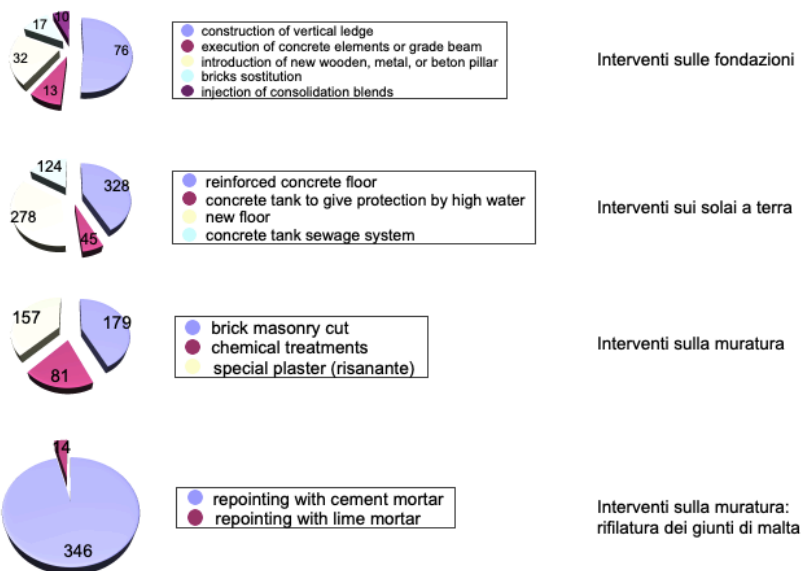 17
10
76
32
13
construction of vertical ledge
execution of concrete elements or grade beam
introduction of new wooden, metal, or beton pillar
bricks sostitution
injection of consolidation blends
Interventi sulle fondazioni
124
328
278
45
reinforced concrete floor
concrete tank to give protection by high water
new floor
concrete tank sewage system
Interventi sui solai a terra
157
179
81
brick masonry cut
chemical treatments
special plaster (risanante)
Interventi sulla muratura
14
346
repointing with cement mortar
repointing with lime mortar
Interventi sulla muratura:
rifilatura dei giunti di malta